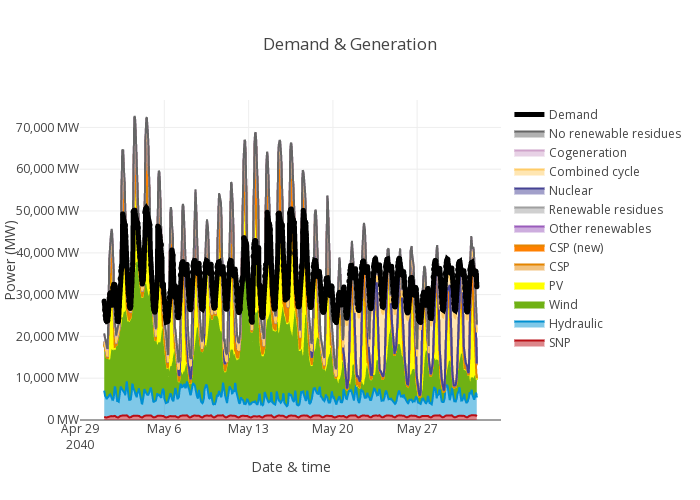 Demand & Generation
70,000 MW
60,000 MW
50,000 MW
40,000 MW
30,000 MW
20,000 MW
10,000 MW
0 MW
Power (MW)
Apr 29
2040
May 6
May 13
May 20
May 27
Date & time
Demand
No renewable residues
Cogeneration
Combined cycle
Nuclear
Renewable residues
Other renewables
CSP (new)
CSP
PV
Wind
Hydraulic
SNP